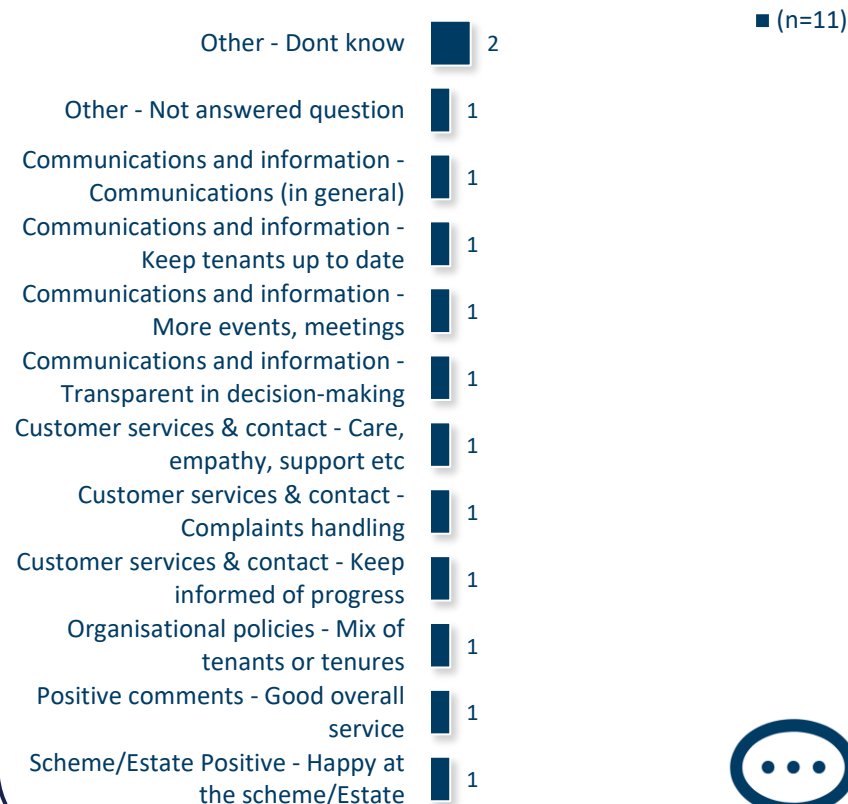 ■ (n=11)
Other - Dont know 2
Other - Not answered question 1
Communications and information -
Communications (in general) 1
Communications and information -
Keep tenants up to date 1
Communications and information -
More events, meetings 1
Communications and information -
Transparent in decision-making 1
Customer services & contact - Care,
empathy, support etc 1
Customer services & contact -
Complaints handling 1
Customer services & contact - Keep
informed of progress 1
Organisational policies - Mix of
tenants or tenures 1
Positive comments - Good overall
service 1
Scheme/Estate Positive - Happy at
the scheme/Estate 1